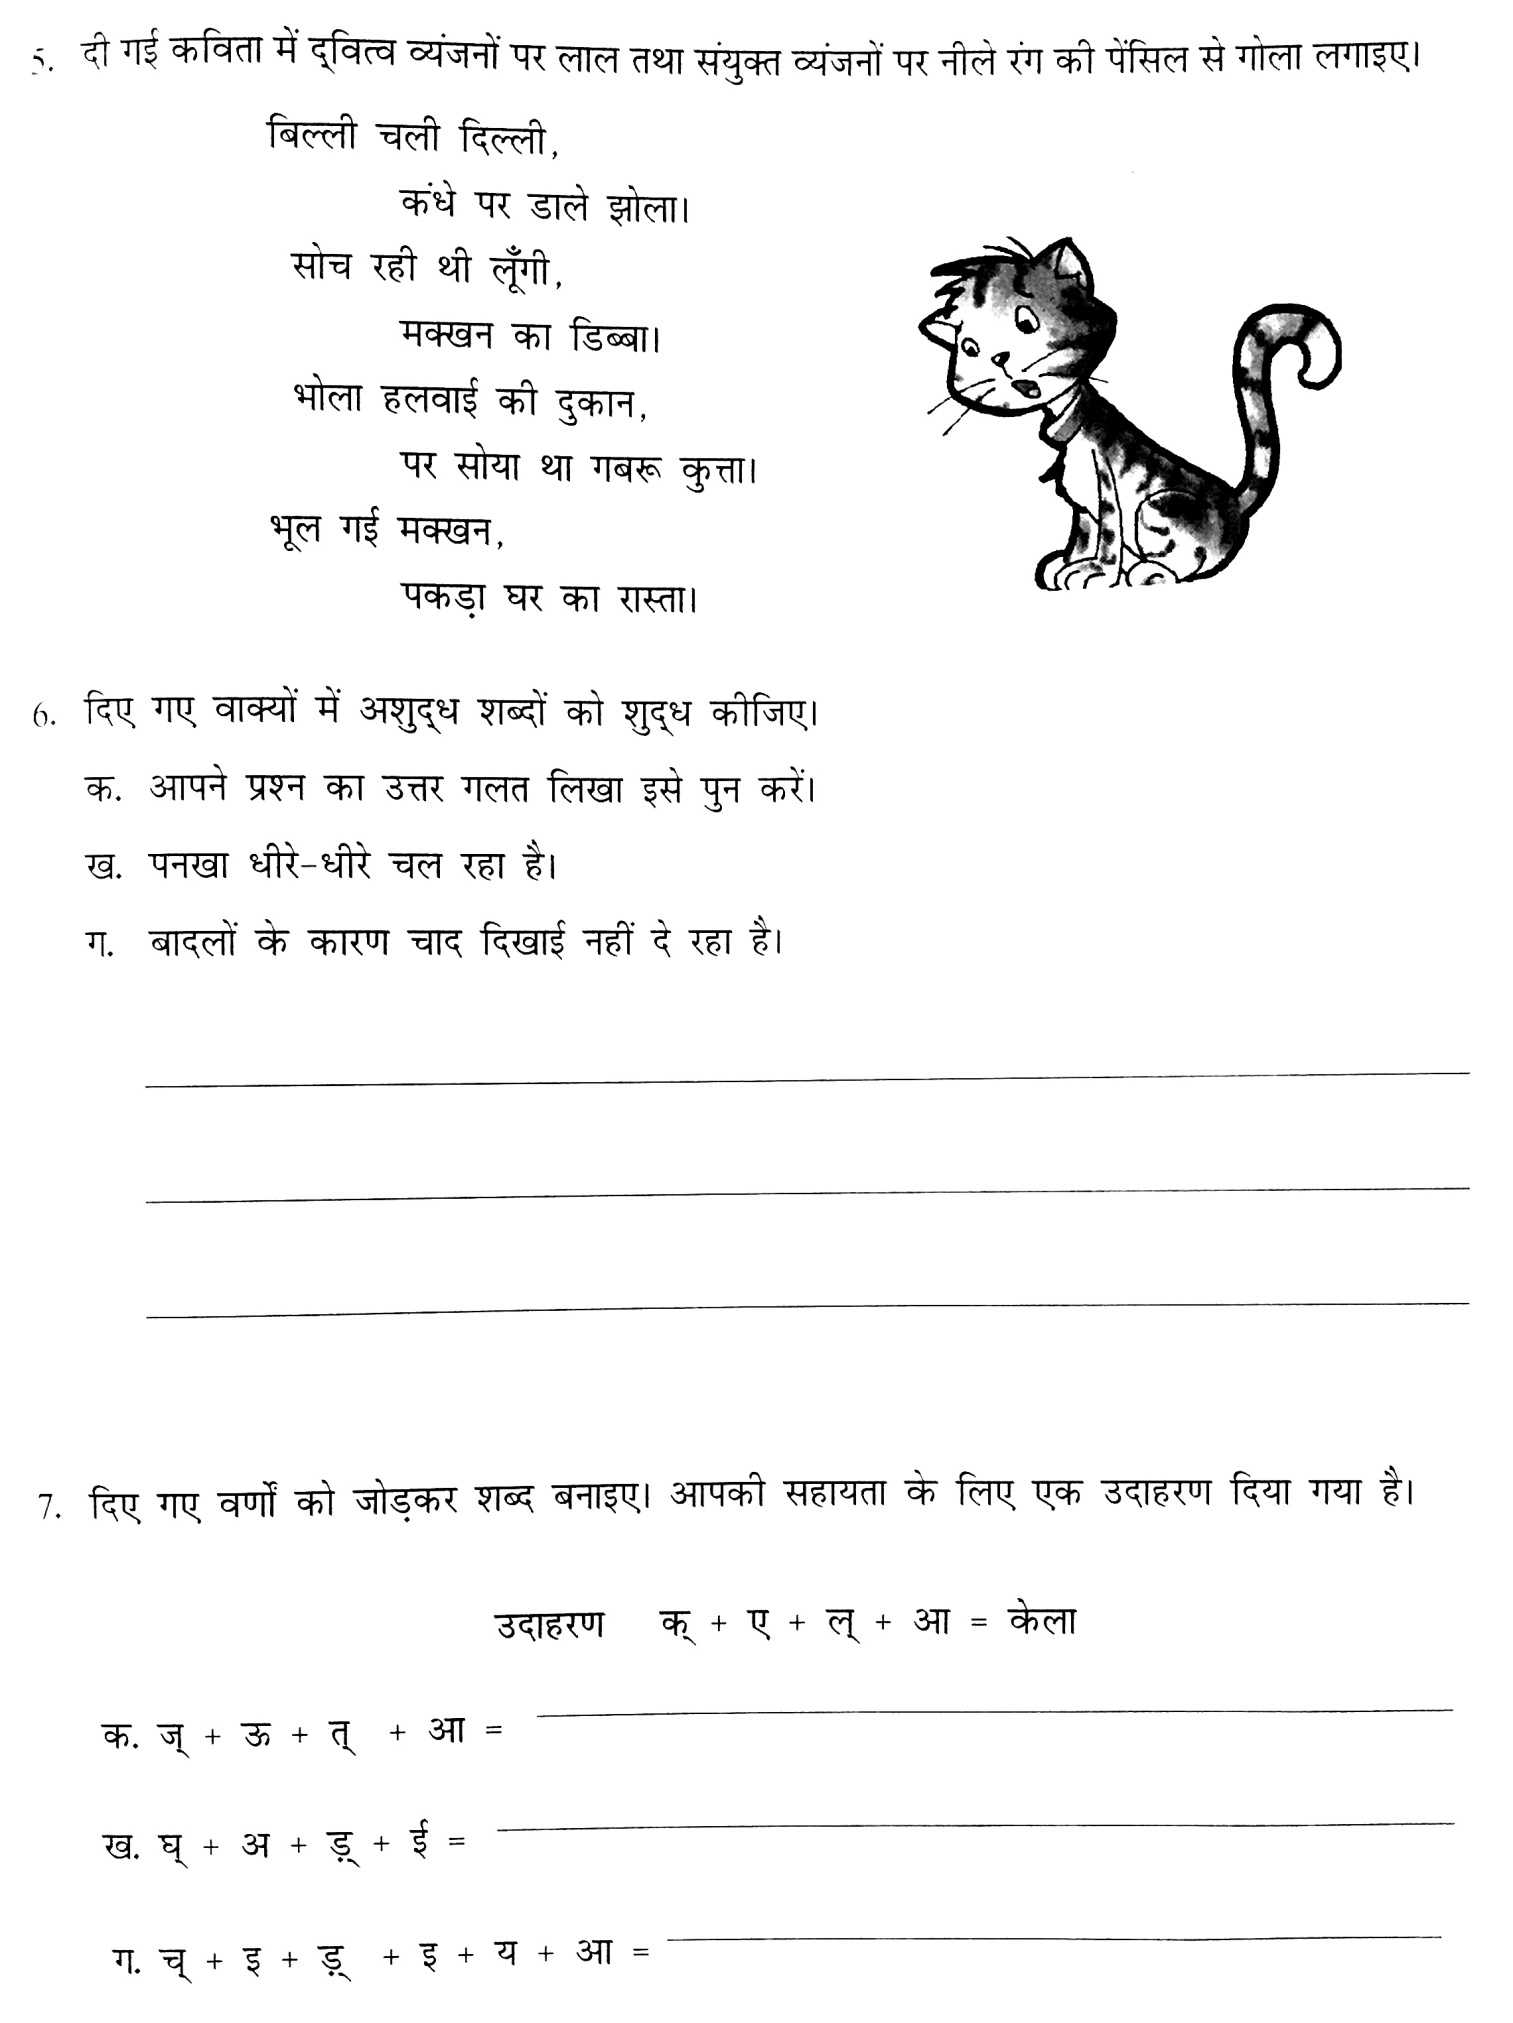 5. दी गई कविता में द्‌वित्व व्यंजनों पर लाल तथा संयुक्त व्यंजनों पर नीले रंग की पेंसिल से गोला लगाइए।
बिल्ली चली दिल्ली,
कंधे पर डाले झोला।
सोच रही थी लूँगी,
मक्खन का डिब्बा।
भोला हलवाई की दुकान,
पर सोया था गबरू कुत्ता।
भूल गई मक्खन,
पकड़ा घर का रास्ता।
6. दिए गए वाक्यों में अशुद्‌ध शब्दों को शुद्‌ध कीजिए।
क. आपने प्रश्न का उत्तर गलत लिखा इसे पुन करें।
ख. पनखा धीरे-धीरे चल रहा है।
ग. बादलों के कारण चाद दिखाई नहीं दे रहा है।
7. दिए गए वर्णों को जोड़कर शब्द बनाइए। आपकी सहायता के लिए एक उदाहरण दिया गया है।
उदाहरण क् + ए + ल् + आ = केला
क. ज् + ऊ + त् + आ =
ख. घ् + अ + ड़् + ई =
ग. च् + इ + ड़् + इ + य + आ =